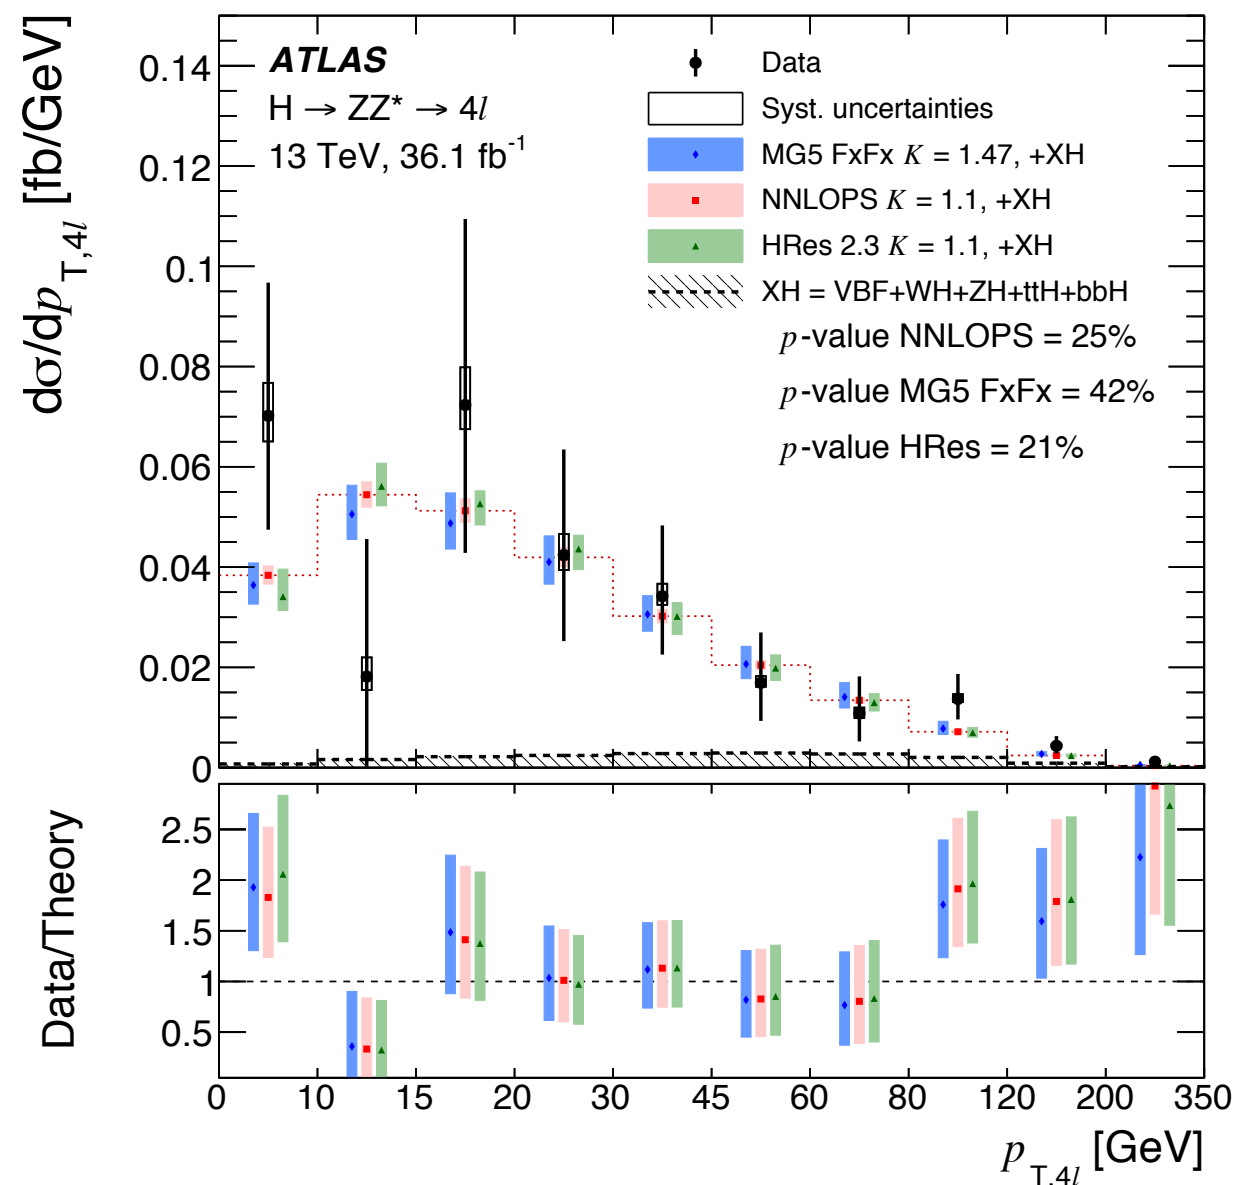 dσ/dp T,4l [fb/GeV]
0.14
0.12
0.1
0.08
0.06
0.04
0.02
0
ATLAS
H → ZZ* → 4l
13 TeV, 36.1 fb-1
Data
Syst. uncertainties
MG5 FxFx K = 1.47, +XH
NNLOPS K = 1.1, +XH
HRes 2.3 K = 1.1, +XH
XH = VBF+WH+ZH+ttH+bbH
p-value NNLOPS = 25%
p-value MG5 FxFx = 42%
p-value HRes = 21%
Data/Theory
2.5
2
1.5
1
0.5
0 10 15 20 30 45 60 80 120 200 350
p T,4l [GeV]